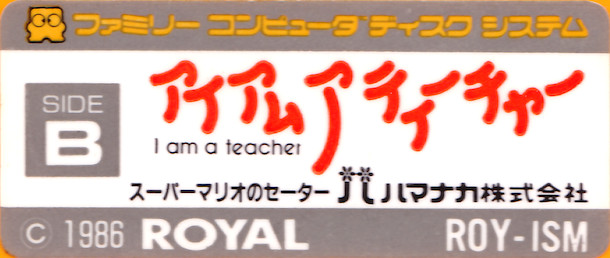 ファミリー コンピュータ™ ディスク システム
SIDE
B
アイアムア ティーチャー
I am a teacher
スーパーマリオのセーター ハマナカ株式会社
© 1986 ROYAL ROY-ISM